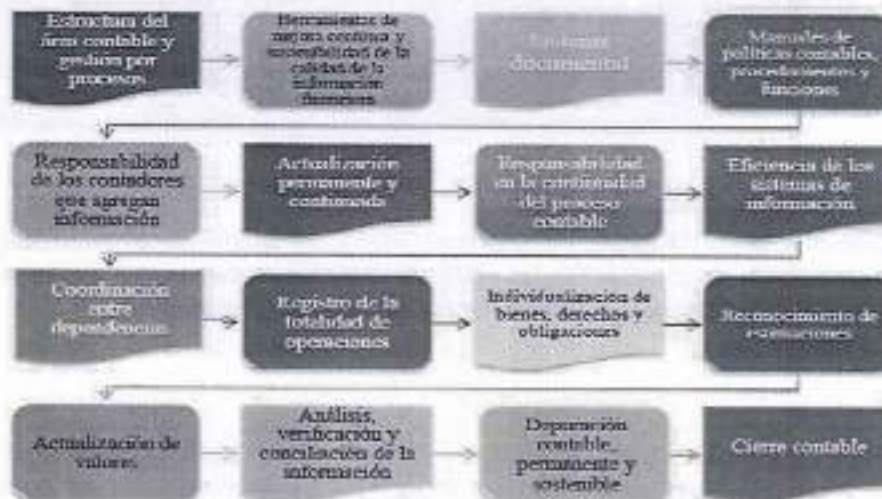 Estructura del
área contable y
gestión por
procesos
Herramientas de
mejora continua y
sostenibilidad de la
calidad de la
información
financiera
documental
Manuales de
políticas contables,
procedimientos y
funciones
Responsabilidad
de los contadores
que agregan
información
Actualización
permanente y
continuada
Responsabilidad
en la continuidad
del proceso
contable
Eficiencia de los
sistemas de
información
Coordinación
entre
dependencias
Registro de la
totalidad de
operaciones
Individualización de
bienes, derechos y
obligaciones
Reconocimiento de
estimaciones
Actualización de
valores
Análisis,
verificación y
conciliación de la
información
Depuración
contable,
permanente y
sostenible
Cierre contable